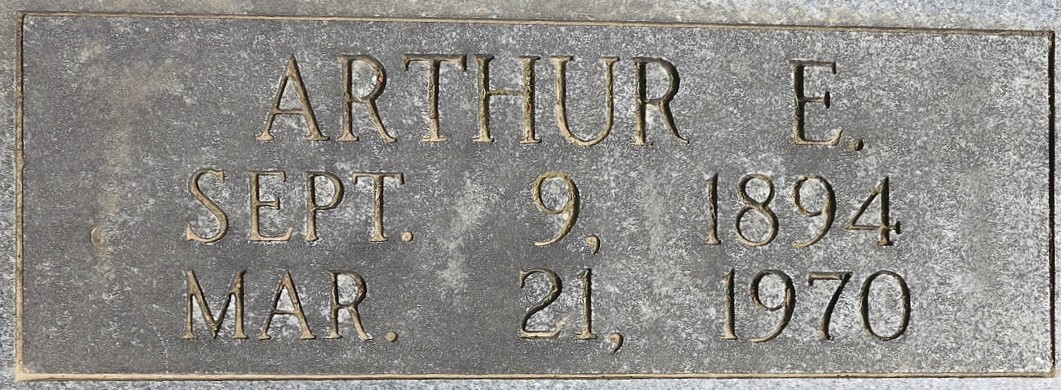 ARTHUR E.
SEPT. 9, 1894
MAR. 21, 1970